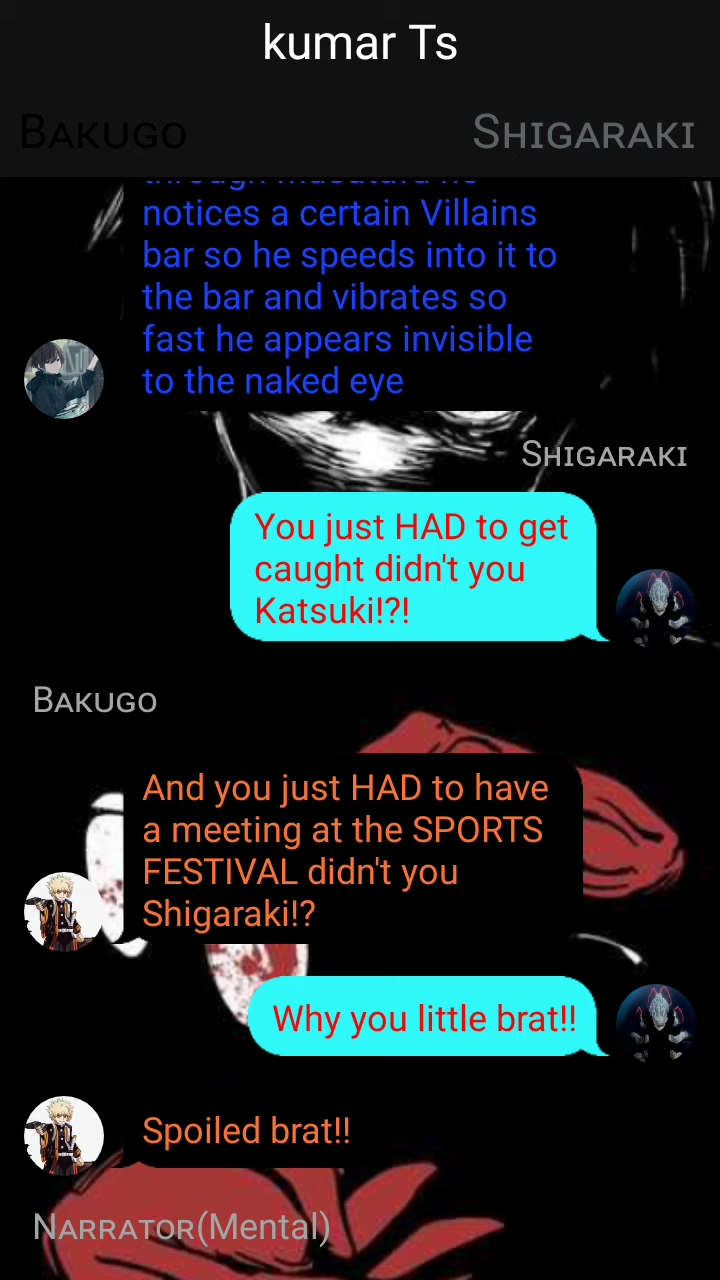 kumar Ts
BAKUGO
SHIGARAKI
notices a certain Villains
bar so he speeds into it to
the bar and vibrates so
fast he appears invisible
to the naked eye
SHIGARAKI
You just HAD to get
caught didn't you
Katsuki!?!
BAKUGO
And you just HAD to have
a meeting at the SPORTS
FESTIVAL didn't you
Shigaraki!?
Why you little brat!!
Spoiled brat!!
NARRATOR(Mental)